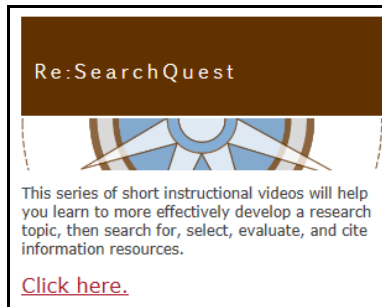 Re:SearchQuest
This series of short instructional videos will help
you learn to more effectively develop a research
topic, then search for, select, evaluate, and cite
information resources.
Click here.